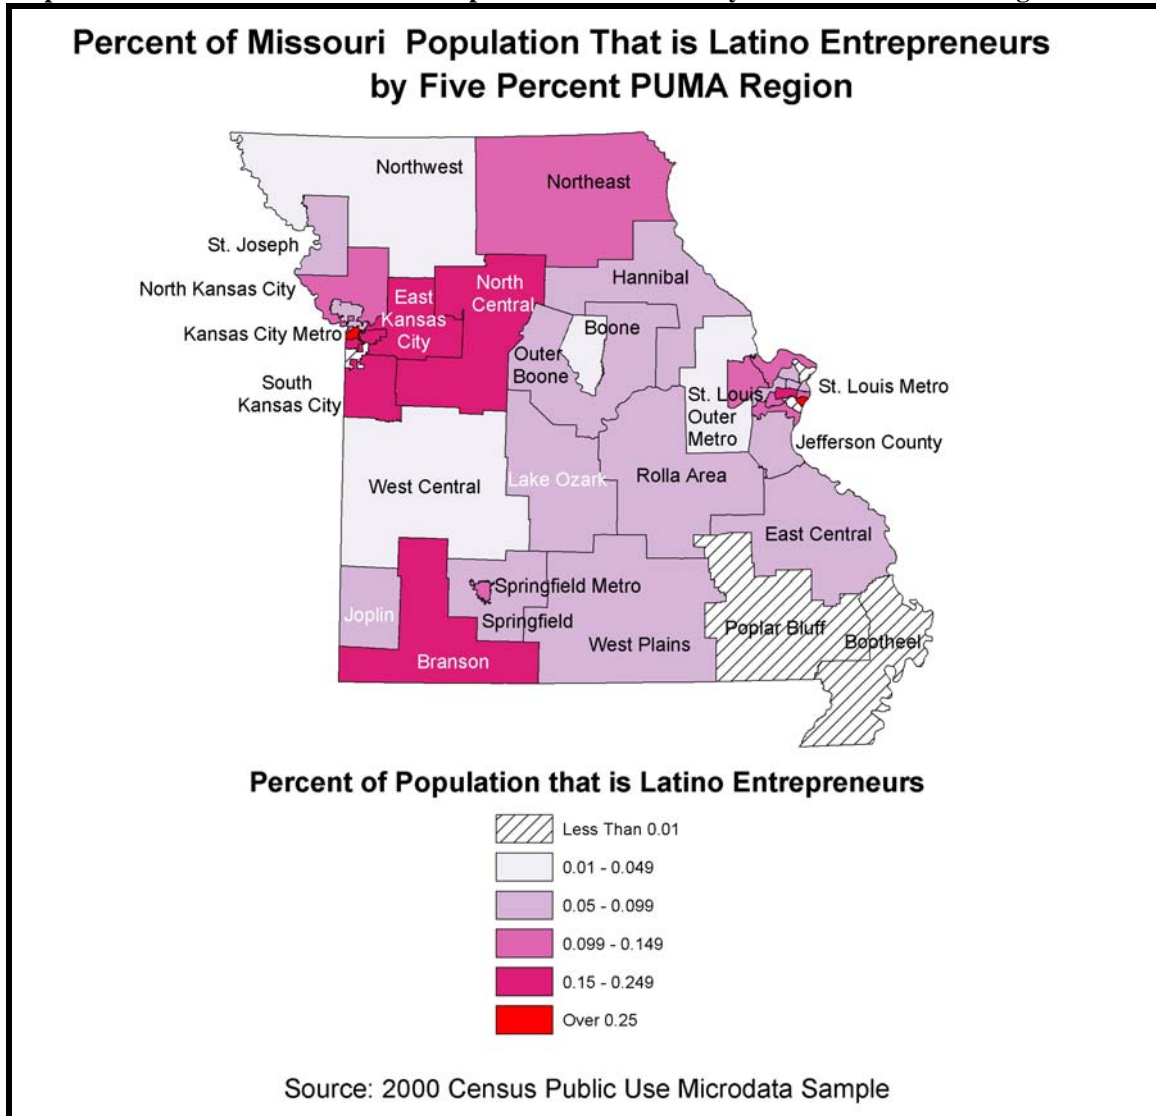 Percent of Missouri  Population That is Latino Entrepreneurs
by Five Percent PUMA Region
Northwest
Northeast
St. Joseph
Hannibal
North Kansas City
North
Central
East
Kansas
City
Kansas City Metro
Boone
Outer
Boone
South
Kansas City
St. Louis
Outer
Metro
St. Louis Metro
Jefferson County
West Central
Lake Ozark
Rolla Area
East Central
Springfield Metro
Joplin
Springfield
Poplar Bluff
Bootheel
West Plains
Branson
Percent of Population that is Latino Entrepreneurs
Less Than 0.01
0.01 - 0.049
0.05 - 0.099
0.099 - 0.149
0.15 - 0.249
Over 0.25
Source: 2000 Census Public Use Microdata Sample